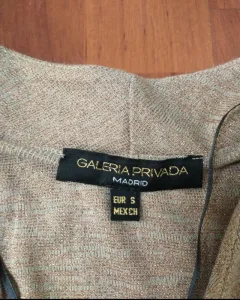 GALERIA PRIVADA
MADRID
EUR S
MEX CH